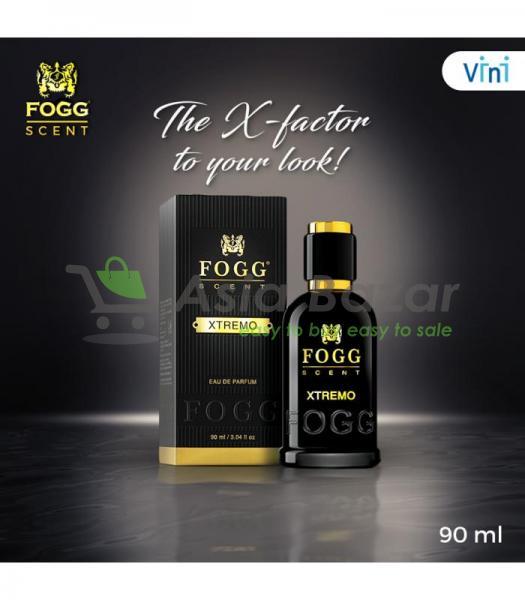 FOGG®
SCENT
Vini
The X-factor
to your look!
FOGG®
SCENT
XTREMO
EAU DE PARFUM
FOGG
90 ml / 3.04 fl oz
FOGG
SCENT
XTREMO
FOGG
Asia Bazar
easy to buy easy to sale
90 ml